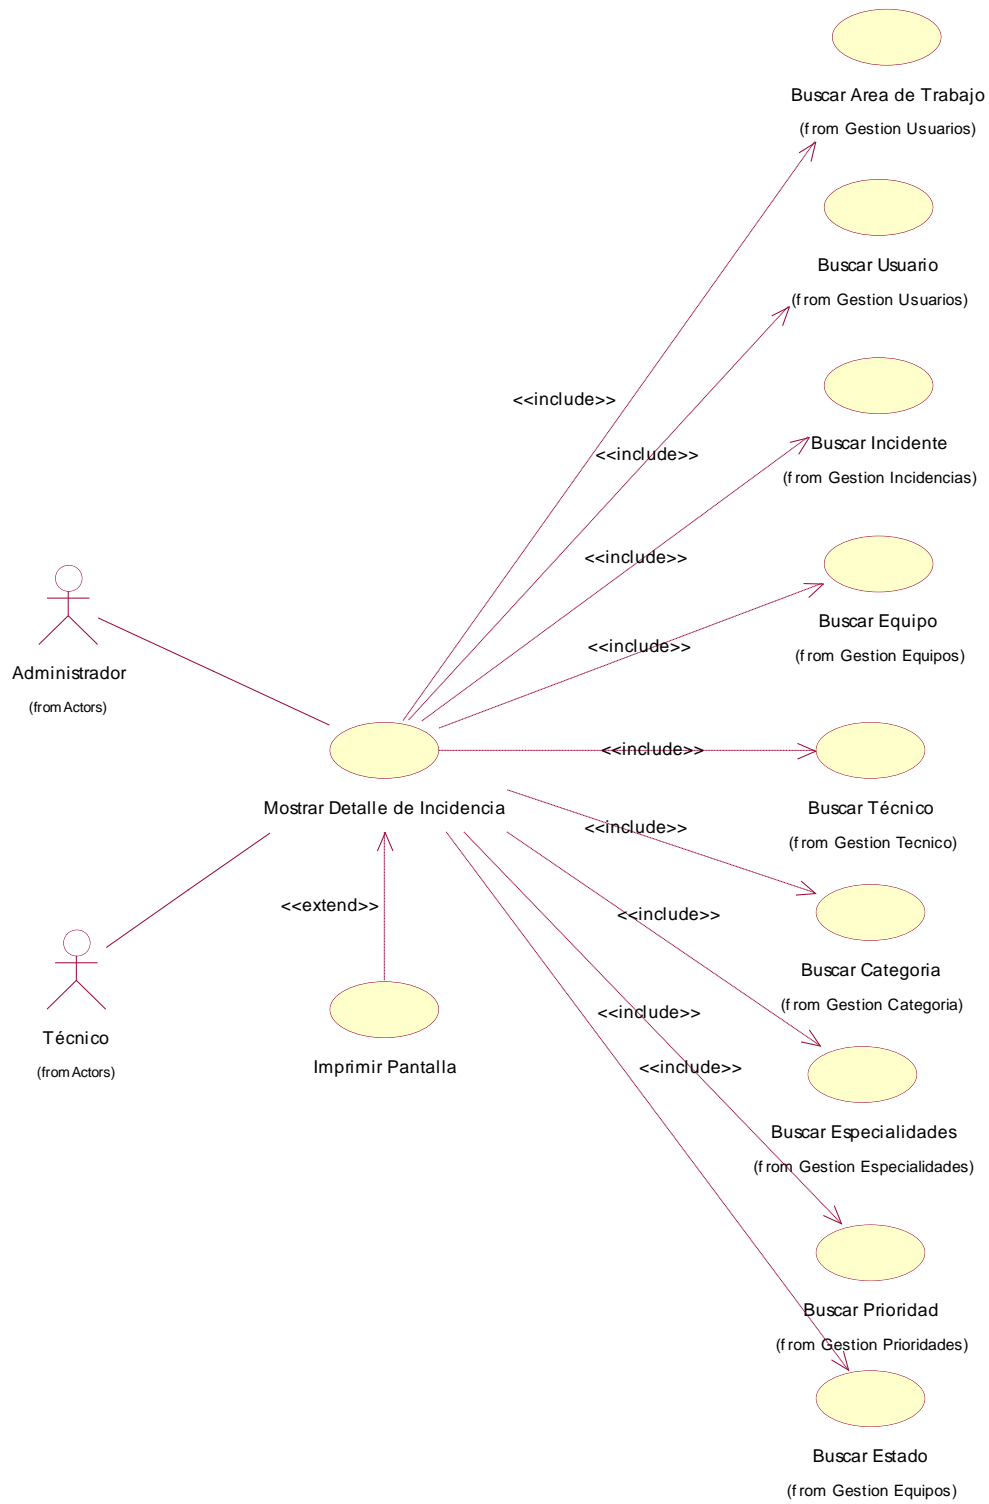 Buscar Area de Trabajo
(from Gestion Usuarios)
Buscar Usuario
(from Gestion Usuarios)
<<include>>
<<include>>
Buscar Incidente
(from Gestion Incidencias)
<<include>>
Buscar Equipo
(from Gestion Equipos)
<<include>>
Administrador
(from Actors)
<<include>>
Mostrar Detalle de Incidencia
Buscar Técnico
(from Gestion Tecnico)
<<include>>
<<extend>>
<<include>>
Buscar Categoria
(from Gestion Categoria)
<<include>>
Técnico
(from Actors)
Imprimir Pantalla
<<include>>
Buscar Especialidades
(from Gestion Especialidades)
Buscar Prioridad
(from Gestion Prioridades)
Buscar Estado
(from Gestion Equipos)